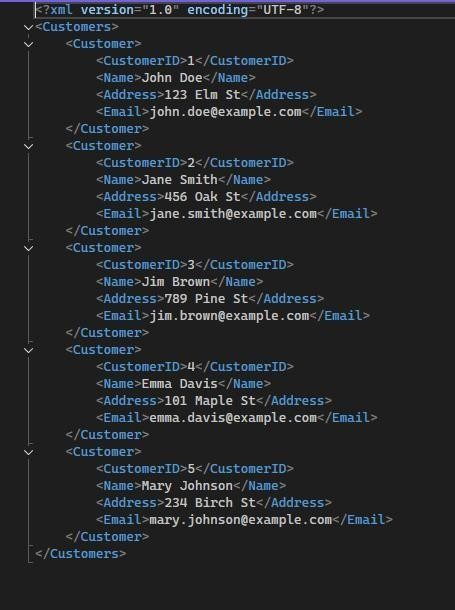 <?xml version="1.0" encoding="UTF-8"?>
<Customers>
<Customer>
<CustomerID>1</CustomerID>
<Name>John Doe</Name>
<Address>123 Elm St</Address>
<Email>john.doe@example.com</Email>
</Customer>
<Customer>
<CustomerID>2</CustomerID>
<Name>Jane Smith</Name>
<Address>456 Oak St</Address>
<Email>jane.smith@example.com</Email>
</Customer>
<Customer>
<CustomerID>3</CustomerID>
<Name>Jim Brown</Name>
<Address>789 Pine St</Address>
<Email>jim.brown@example.com</Email>
</Customer>
<Customer>
<CustomerID>4</CustomerID>
<Name>Emma Davis</Name>
<Address>101 Maple St</Address>
<Email>emma.davis@example.com</Email>
</Customer>
<Customer>
<CustomerID>5</CustomerID>
<Name>Mary Johnson</Name>
<Address>234 Birch St</Address>
<Email>mary.johnson@example.com</Email>
</Customer>
</Customers>